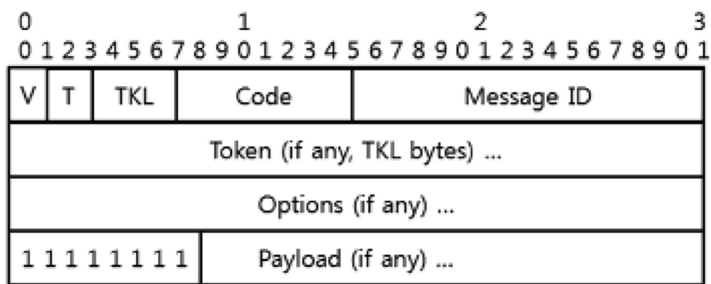 0 1 2 3
0 1 2 3 4 5 6 7 8 9 0 1 2 3 4 5 6 7 8 9 0 1 2 3 4 5 6 7 8 9 0 1
V T TKL Code Message ID
Token (if any, TKL bytes) ...
Options (if any) ...
1 1 1 1 1 1 1 1 Payload (if any) ...